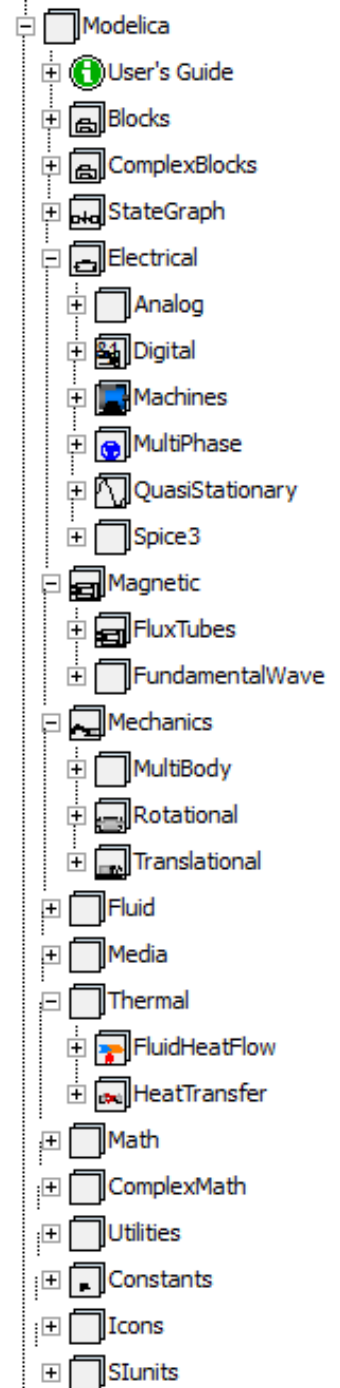 Modelica
User's Guide
Blocks
ComplexBlocks
StateGraph
Electrical
Analog
Digital
Machines
MultiPhase
QuasiStationary
Spice3
Magnetic
FluxTubes
FundamentalWave
Mechanics
MultiBody
Rotational
Translational
Fluid
Media
Thermal
FluidHeatFlow
HeatTransfer
Math
ComplexMath
Utilities
Constants
Icons
SIunits